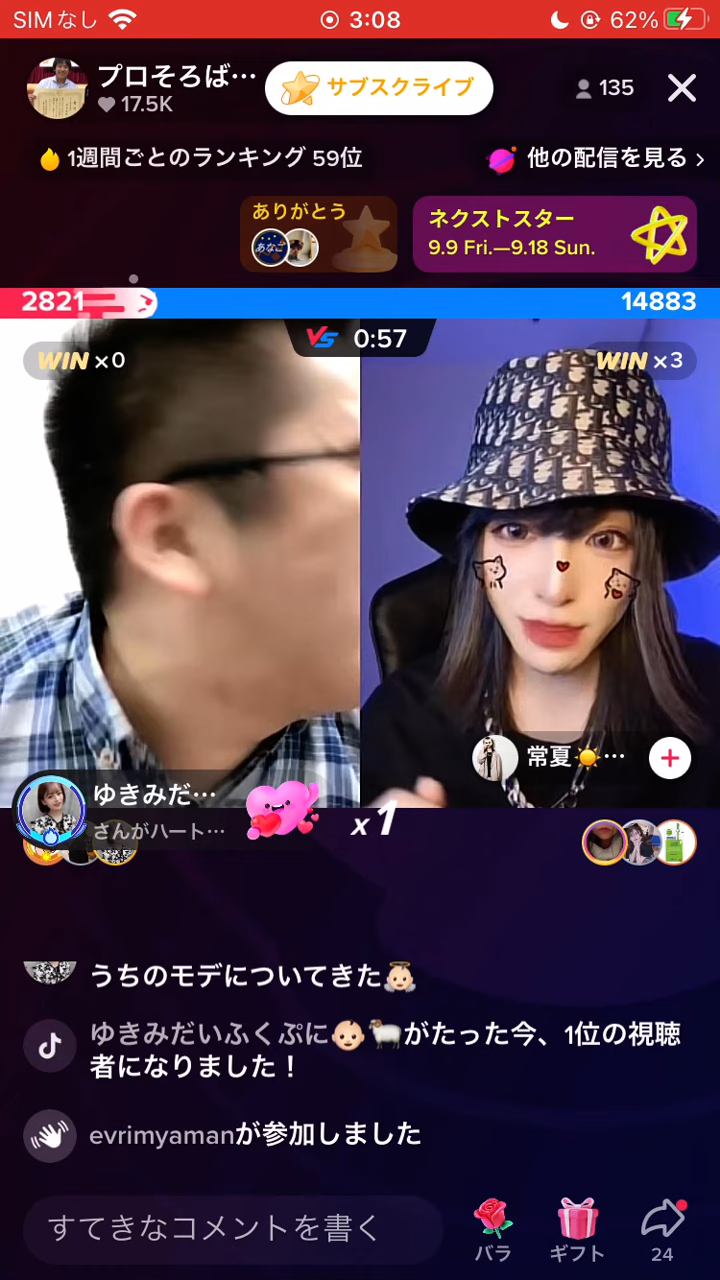 SIMなし 3:08 62%
プロそろば… サブスクライブ 135
17.5K
1週間ごとのランキング 59位 他の配信を見る ›
ありがとう
あなご
ネクストスター
9.9 Fri.—9.18 Sun.
2821 14883
VS 0:57
WIN x0 WIN x3
常夏☀️…
ゆきみだ…
さんがハート… x1
うちのモデについてきた👼🏻
ゆきみだいふくぷに👶🏻🐑がたった今、1位の視聴
者になりました！
evrimyamanが参加しました
すてきなコメントを書く
バラ ギフト 24